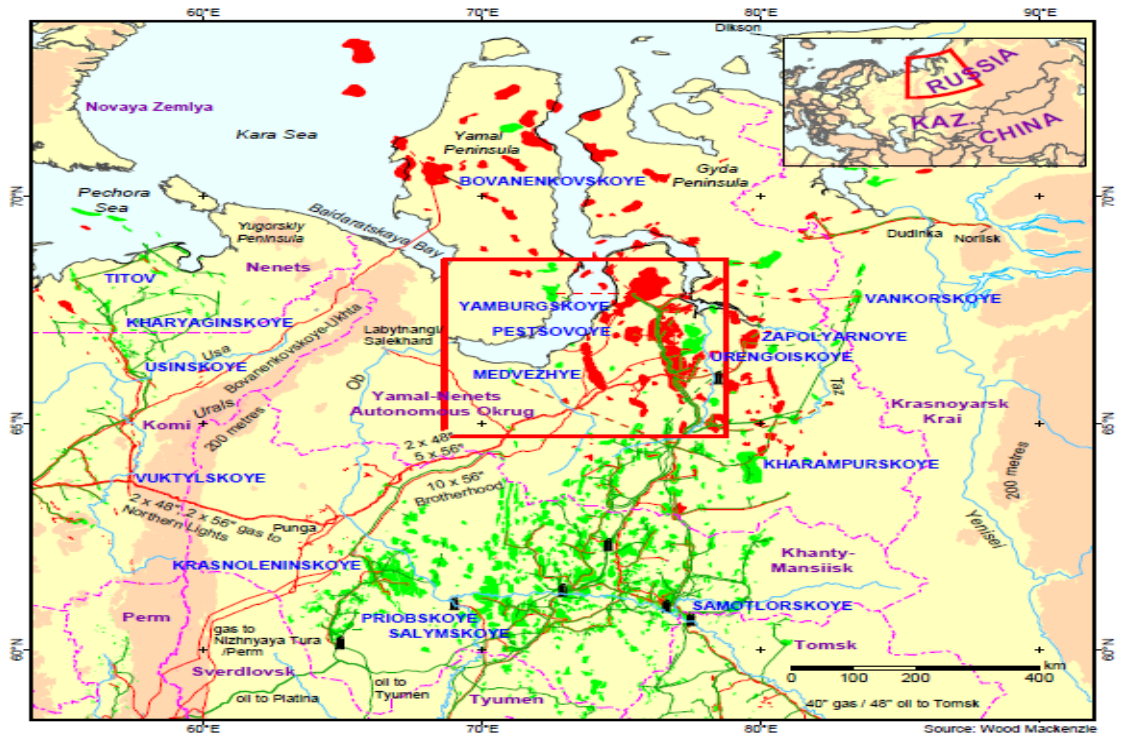 60°E 70°E 80°E 90°E
Dikson
RUSSIA
KAZ.
CHINA
Novaya Zemlya
Kara Sea
Yamal
Peninsula
Gyda
Peninsula
BOVANENKOVSKOYE
70°N
70°N
Pechora
Sea
Baidaratskaya Bay
Yugorskiy
Peninsula
Nenets
Dudinka
Norilsk
TITOV
YAMBURGSKOYE
VANKORSKOYE
KHARYAGINSKOYE
Labytnangi/
Salekhard
PESTSOVOYE
ZAPOLYARNOYE
Usa
Bovanenkovskoye-Ukhta
URENGOISKOYE
USINSKOYE
MEDVEZHYE
Ob
Taz
Yamal-Nenets
Autonomous Okrug
Krasnoyarsk
Krai
Urals
200 metres
Komi
65°N
65°N
2 x 48"
5 x 56"
KHARAMPURSKOYE
200 metres
VUKTYLSKOYE
10 x 56"
Brotherhood
2 x 48", 2 x 56" gas to
Northern Lights
Punga
Yenisei
Khanty-
Mansiisk
KRASNOLENINSKOYE
SAMOTLORSKOYE
Perm
PRIOBSKOYE
SALYMSKOYE
gas to
Nizhnyaya Tura
/Perm
Tomsk
60°N
60°N
Sverdlovsk
km
0 100 200 400
oil to
Tyumen
oil to Platina
Tyumen
40" gas / 48" oil to Tomsk
60°E 70°E 80°E 90°E
Source: Wood Mackenzie